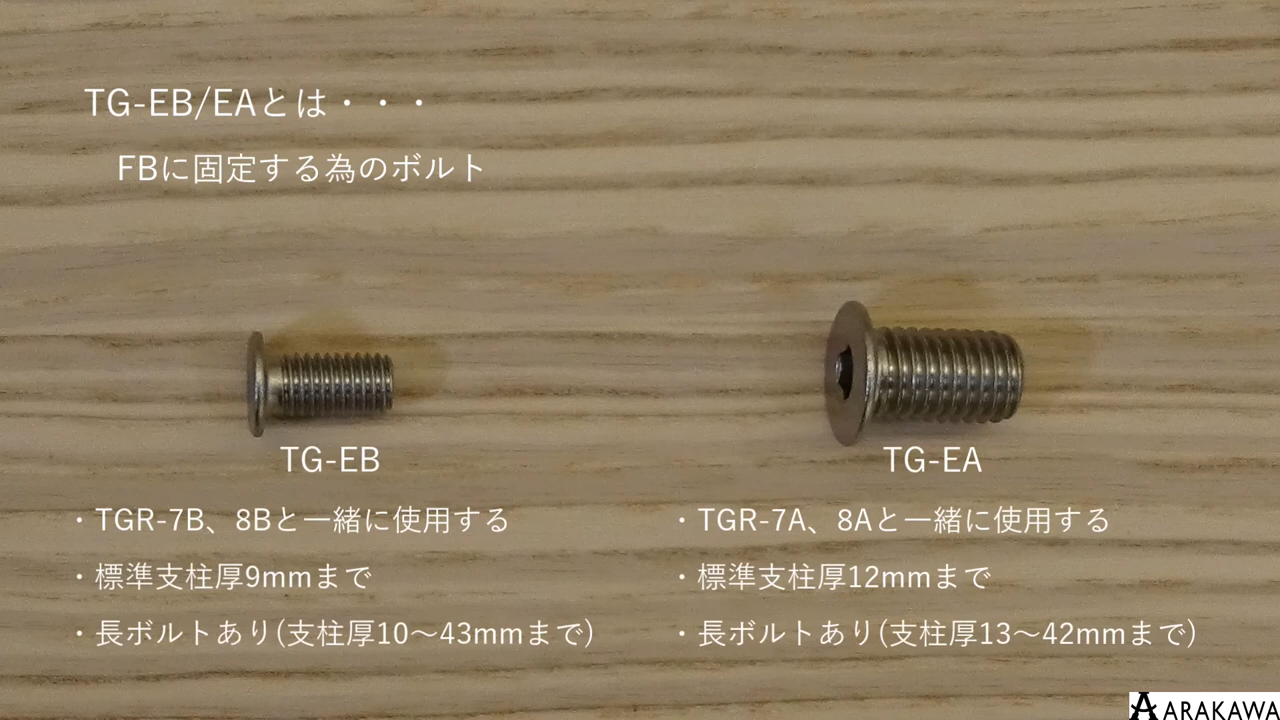 TG-EB/EAとは・・・
FBに固定する為のボルト
TG-EB
・TGR-7B、8Bと一緒に使用する
・標準支柱厚9mmまで
・長ボルトあり(支柱厚10～43mmまで)
TG-EA
・TGR-7A、8Aと一緒に使用する
・標準支柱厚12mmまで
・長ボルトあり(支柱厚13～42mmまで)
ARAKAWA